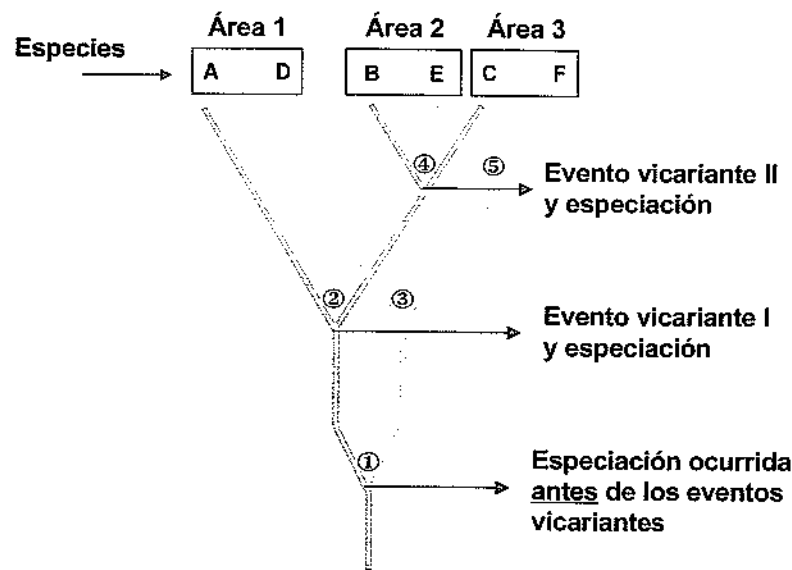 Área 1
Área 2
Área 3
Especies
A D
B E
C F
④ ⑤
Evento vicariante II
y especiación
② ③
Evento vicariante I
y especiación
①
Especiación ocurrida
antes de los eventos
vicariantes